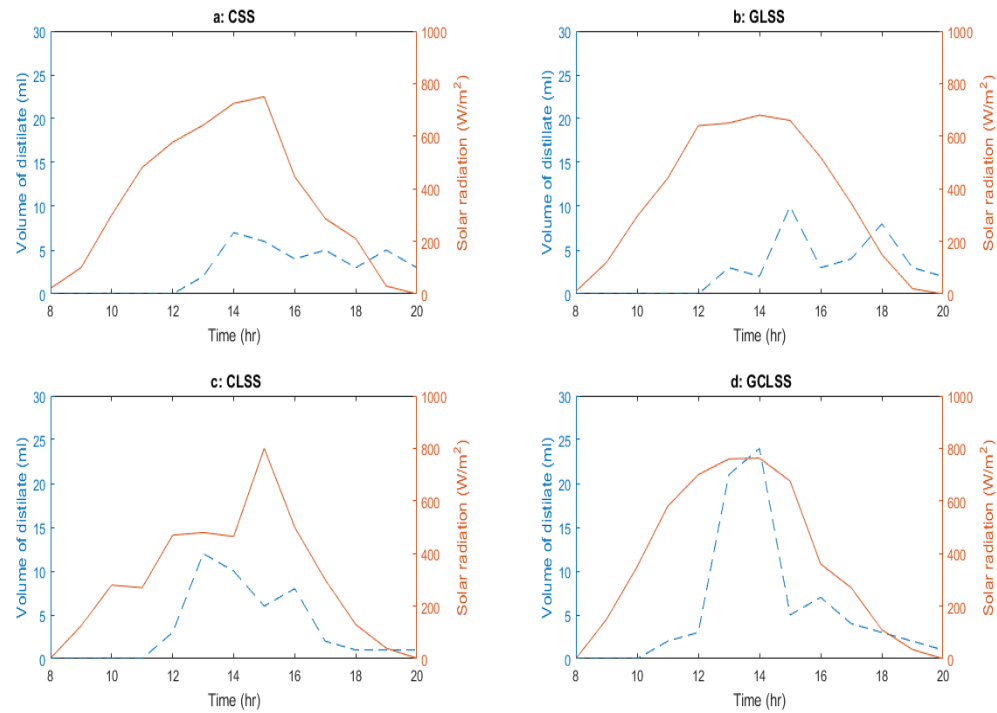 a: CSS
Volume of distilate (ml)
30
25
20
15
10
5
0
1000
800
600
400
200
0
Solar radiation (W/m²)
8 10 12 14 16 18 20
Time (hr)
b: GLSS
Volume of distillate (ml)
30
25
20
15
10
5
0
1000
800
600
400
200
0
Solar radiation (W/m²)
8 10 12 14 16 18 20
Time (hr)
c: CLSS
Volume of distilate (ml)
30
25
20
15
10
5
0
1000
800
600
400
200
0
Solar radiation (W/m²)
8 10 12 14 16 18 20
Time (hr)
d: GCLSS
Volume of distilate (ml)
30
25
20
15
10
5
0
1000
800
600
400
200
0
Solar radiation (W/m²)
8 10 12 14 16 18 20
Time (hr)